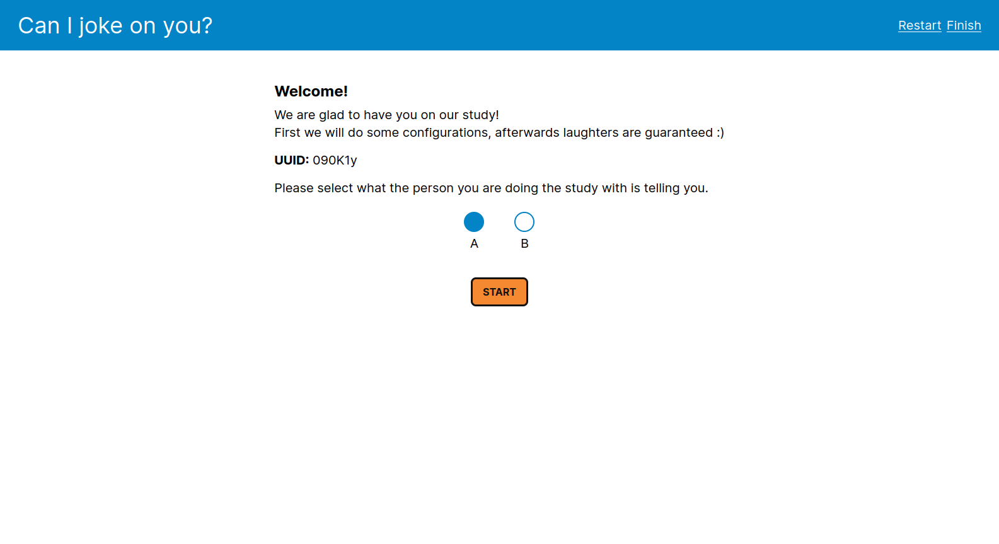 Can I joke on you?
Restart Finish
Welcome!
We are glad to have you on our study!
First we will do some configurations, afterwards laughters are guaranteed :)
UUID: 090K1y
Please select what the person you are doing the study with is telling you.
A B
START